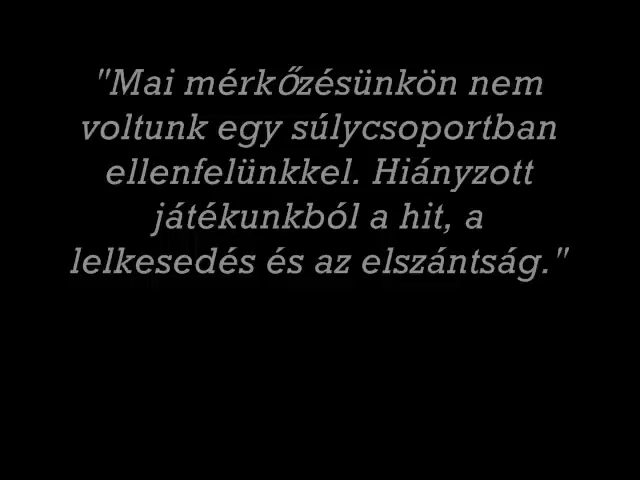 "Mai mérkőzésünkön nem
voltunk egy súlycsoportban
ellenfelünkkel. Hiányzott
játékunkból a hit, a
lelkesedés és az elszántság."